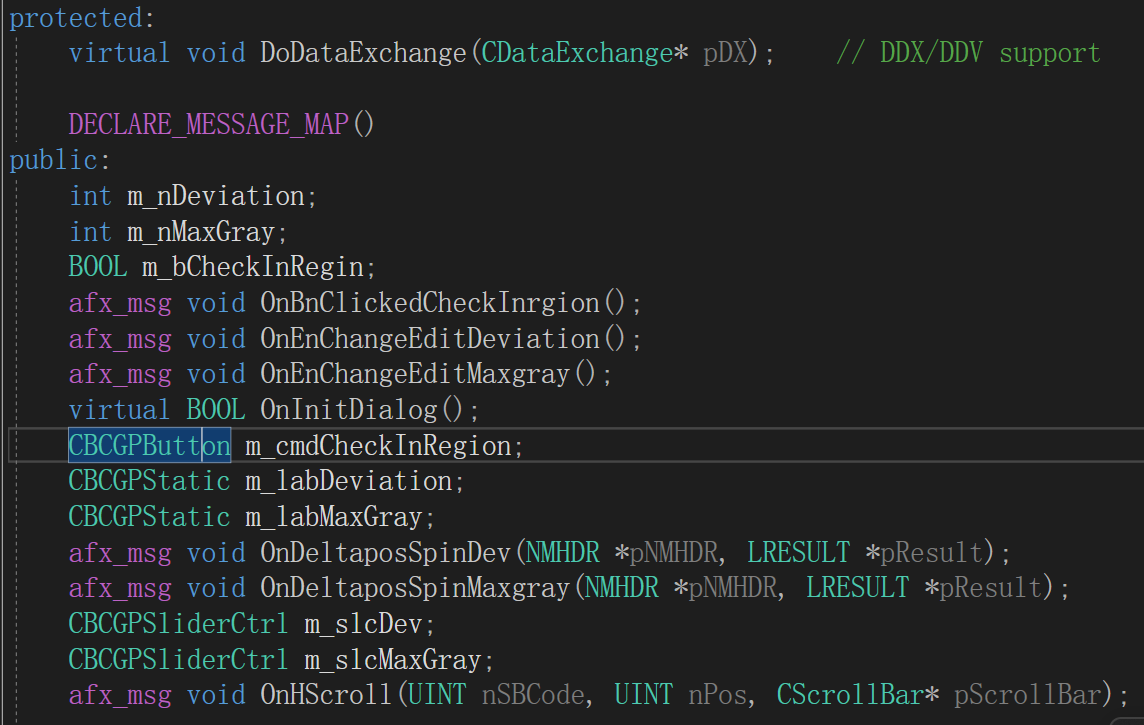 protected:
virtual void DoDataExchange(CDataExchange* pDX);    // DDX/DDV support
DECLARE_MESSAGE_MAP()
public:
int m_nDeviation;
int m_nMaxGray;
BOOL m_bCheckInRegin;
afx_msg void OnBnClickedCheckInrgion();
afx_msg void OnEnChangeEditDeviation();
afx_msg void OnEnChangeEditMaxgray();
virtual BOOL OnInitDialog();
CBCGPButton m_cmdCheckInRegion;
CBCGPStatic m_labDeviation;
CBCGPStatic m_labMaxGray;
afx_msg void OnDeltaposSpinDev(NMHDR *pNMHDR, LRESULT *pResult);
afx_msg void OnDeltaposSpinMaxgray(NMHDR *pNMHDR, LRESULT *pResult);
CBCGPSliderCtrl m_slcDev;
CBCGPSliderCtrl m_slcMaxGray;
afx_msg void OnHScroll(UINT nSBCode, UINT nPos, CScrollBar* pScrollBar);